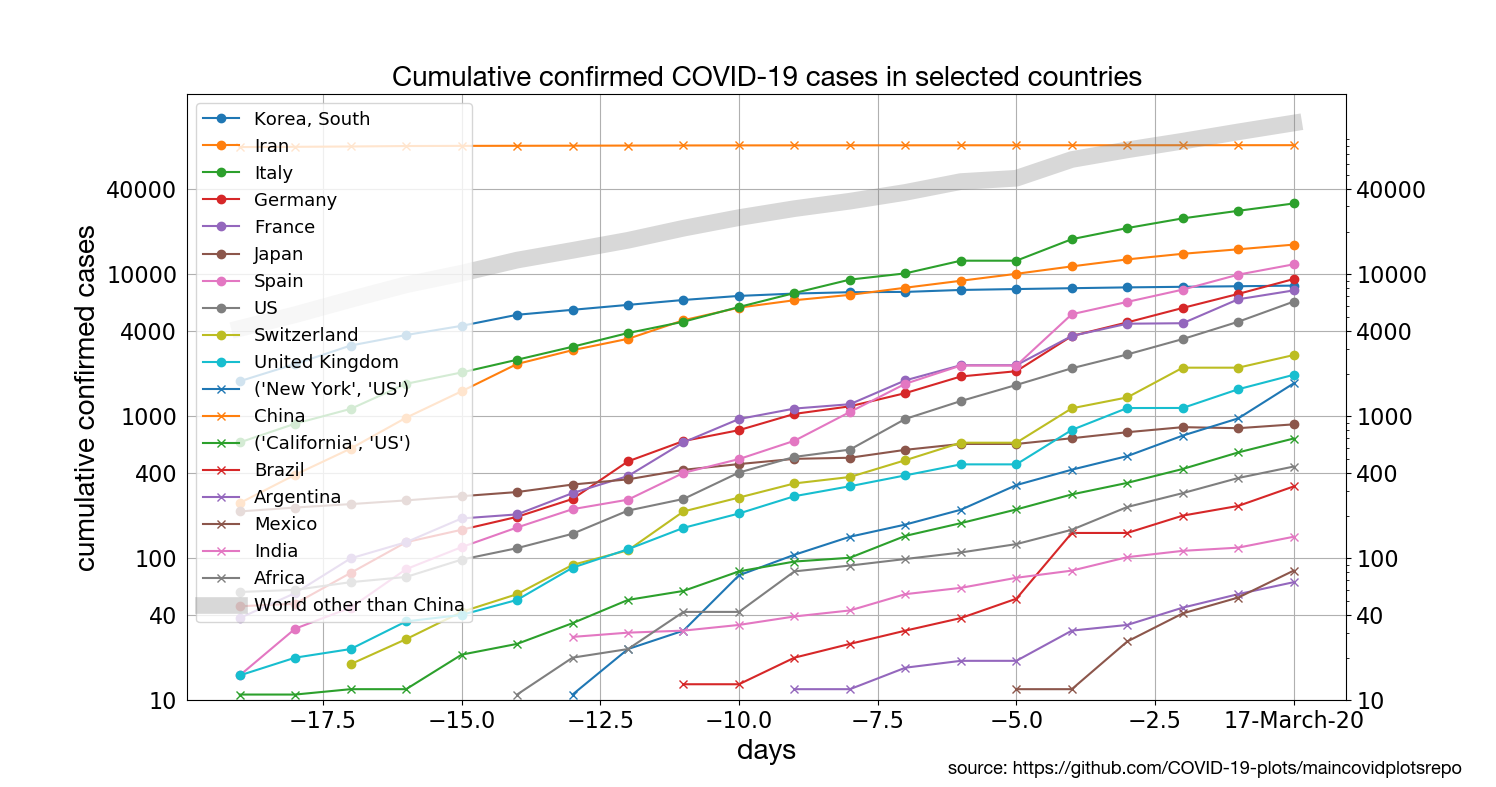 Cumulative confirmed COVID-19 cases in selected countries
cumulative confirmed cases
40000
10000
4000
1000
400
100
40
10
Korea, South
Iran
Italy
Germany
France
Japan
Spain
US
Switzerland
United Kingdom
('New York', 'US')
China
('California', 'US')
Brazil
Argentina
Mexico
India
Africa
World other than China
40000
10000
4000
1000
400
100
40
10
−17.5 −15.0 −12.5 −10.0 −7.5 −5.0 −2.5 17-March-20
days
source: https://github.com/COVID-19-plots/maincovidplotsrepo